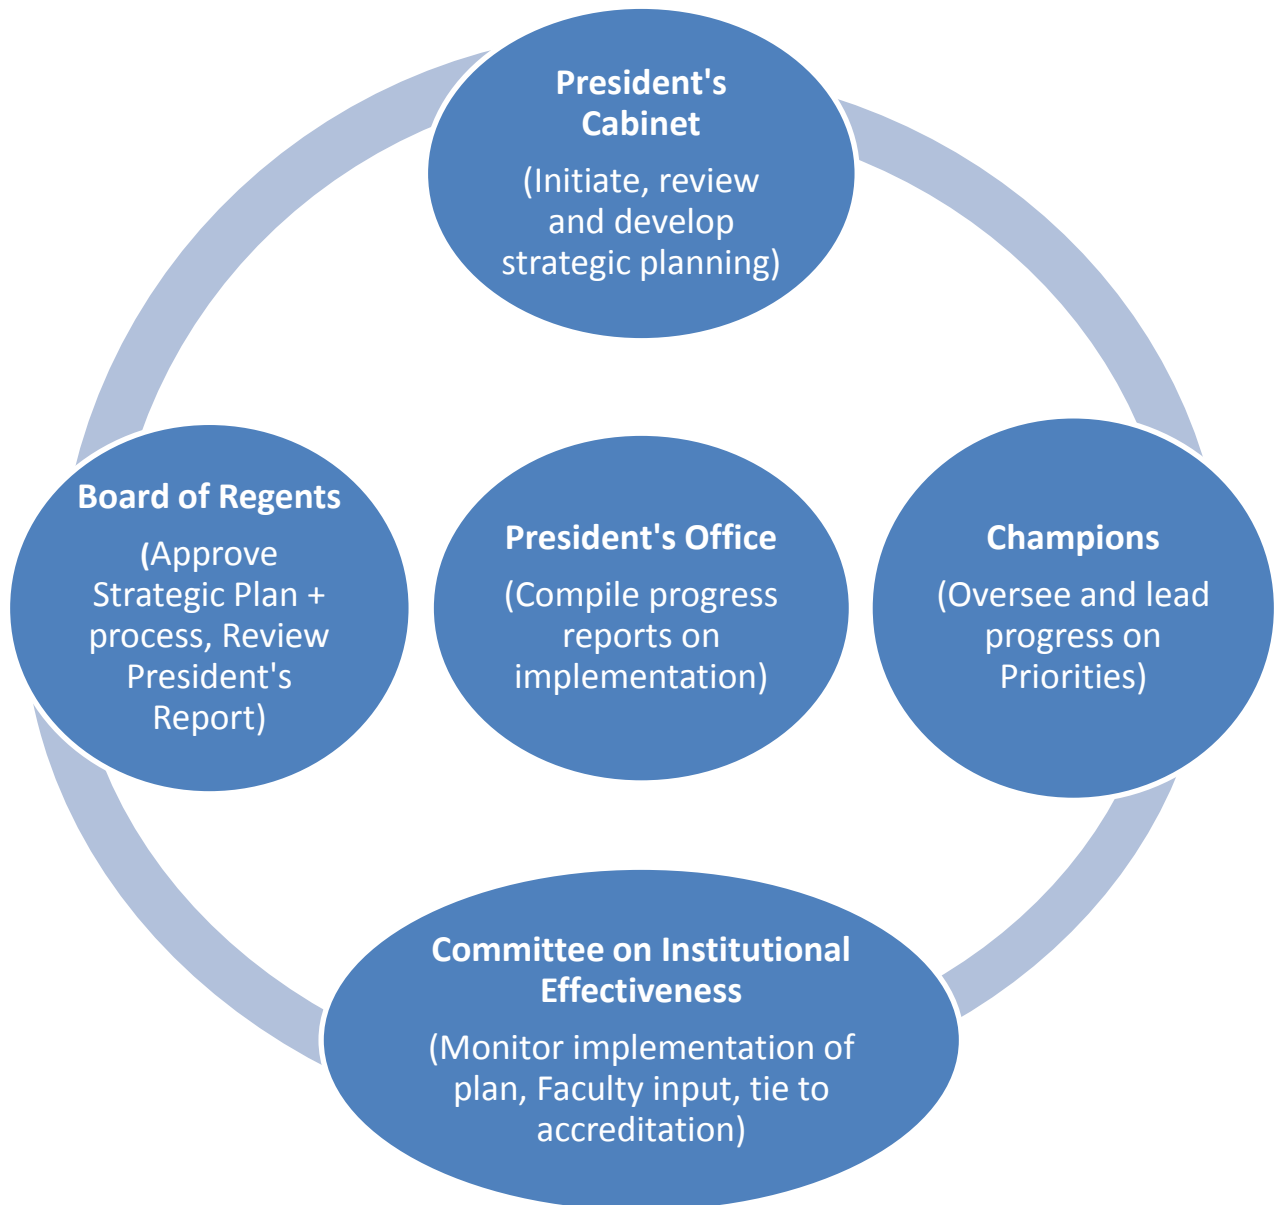 President's
Cabinet
(Initiate, review
and develop
strategic planning)
Board of Regents
(Approve
Strategic Plan +
process, Review
President's
Report)
President's Office
(Compile progress
reports on
implementation)
Champions
(Oversee and lead
progress on
Priorities)
Committee on Institutional
Effectiveness
(Monitor implementation of
plan, Faculty input, tie to
accreditation)